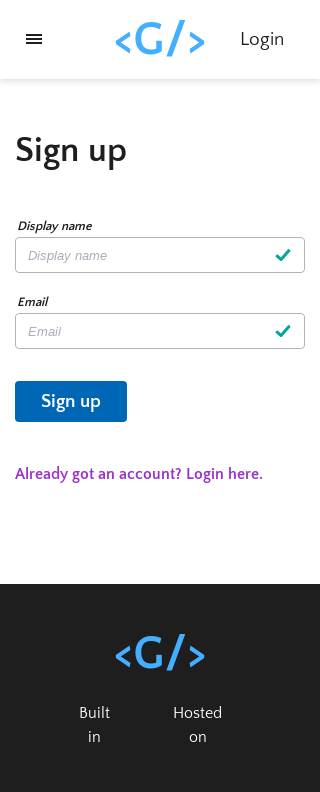 <G/>
Login
Sign up
Display name
Display name
Email
Email
Sign up
Already got an account? Login here.
<G/>
Built in
Hosted on